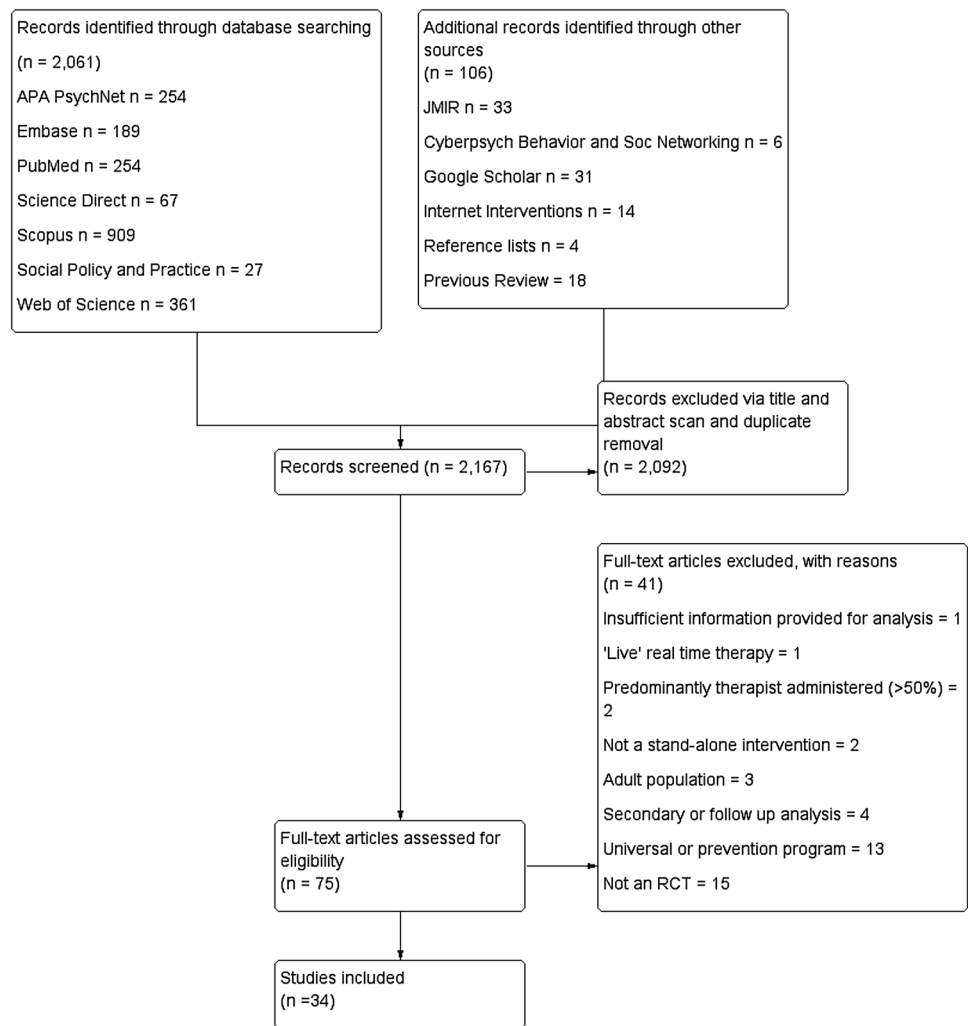 Records identified through database searching
(n = 2,061)
APA PsychNet n = 254
Embase n = 189
PubMed n = 254
Science Direct n = 67
Scopus n = 909
Social Policy and Practice n = 27
Web of Science n = 361
Additional records identified through other
sources
(n = 106)
JMIR n = 33
Cyberpsych Behavior and Soc Networking n = 6
Google Scholar n = 31
Internet Interventions n = 14
Reference lists n = 4
Previous Review = 18
Records screened (n = 2,167)
Records excluded via title and
abstract scan and duplicate
removal
(n = 2,092)
Full-text articles assessed for
eligibility
(n = 75)
Full-text articles excluded, with reasons
(n = 41)
Insufficient information provided for analysis = 1
'Live' real time therapy = 1
Predominantly therapist administered (>50%) =
2
Not a stand-alone intervention = 2
Adult population = 3
Secondary or follow up analysis = 4
Universal or prevention program = 13
Not an RCT = 15
Studies included
(n =34)